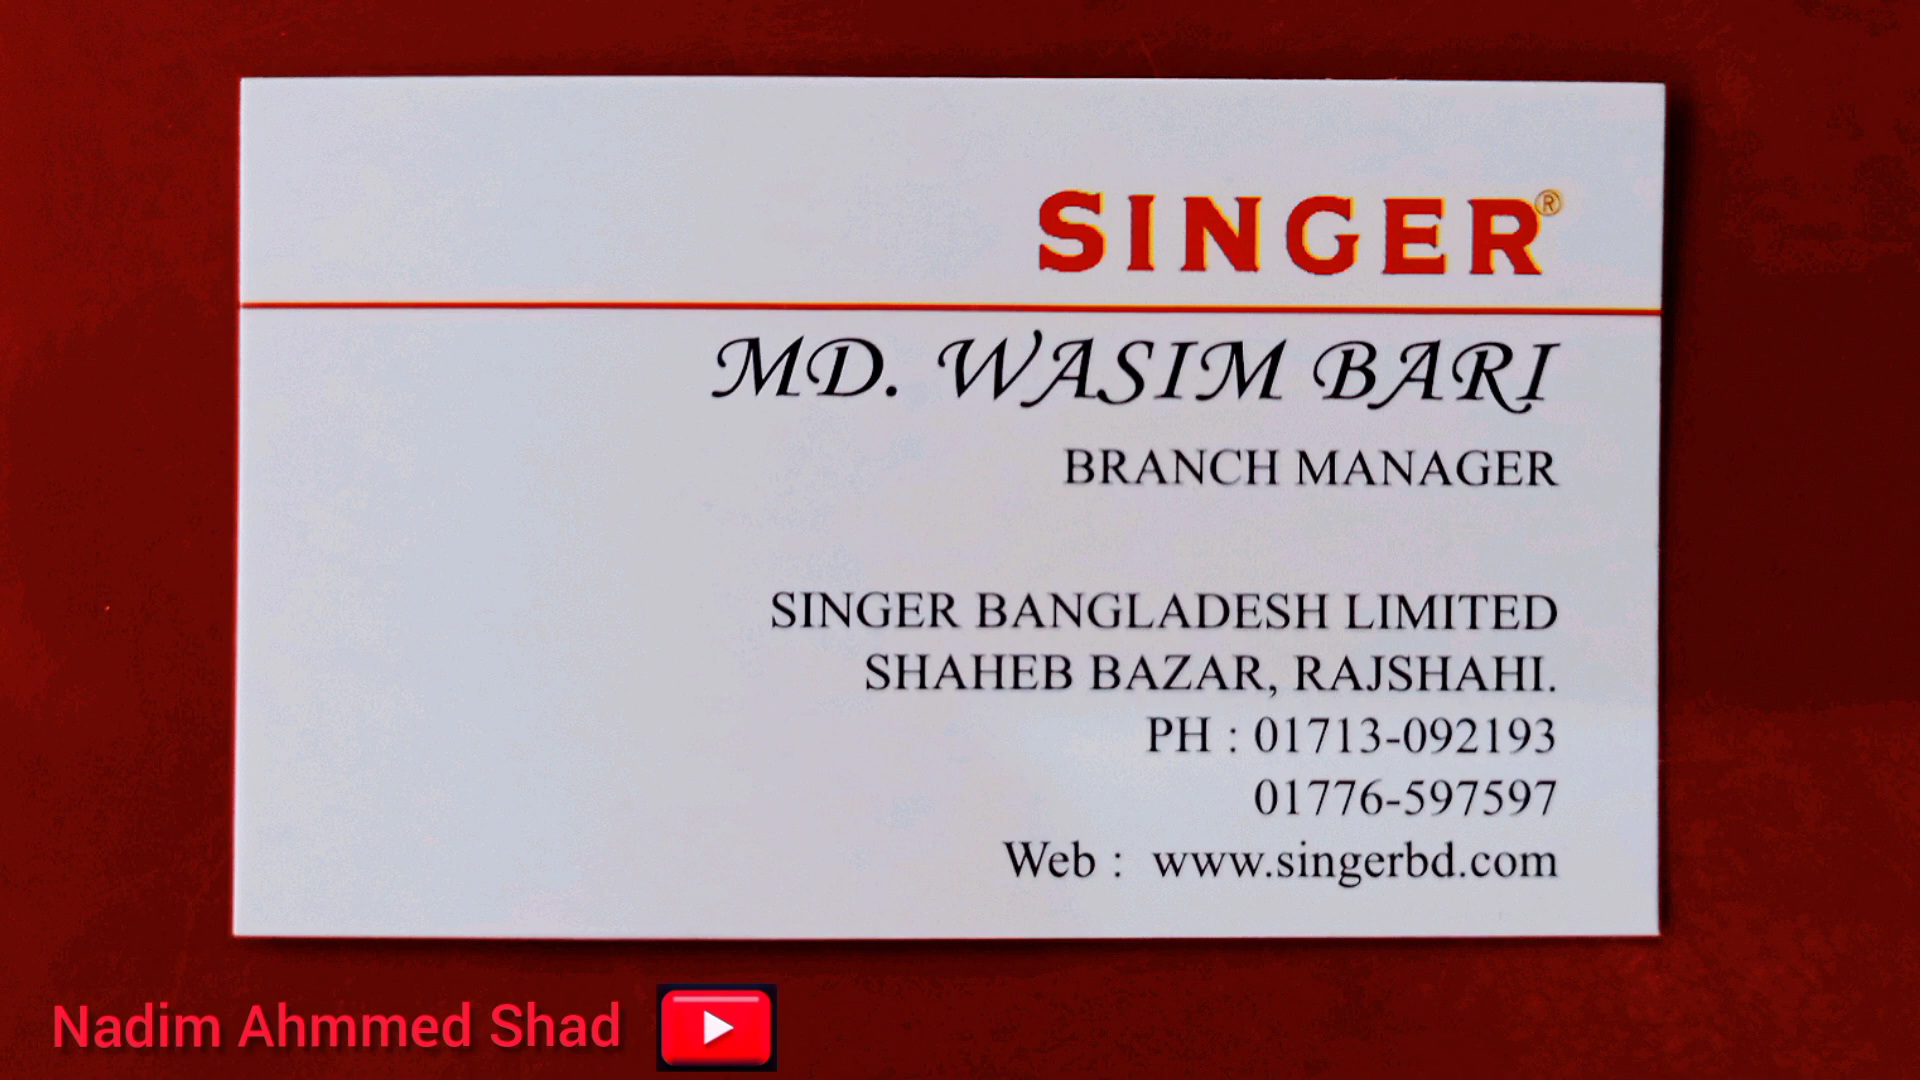 SINGER®
MD. WASIM BARI
BRANCH MANAGER
SINGER BANGLADESH LIMITED
SHAHEB BAZAR, RAJSHAHI.
PH : 01713-092193
01776-597597
Web : www.singerbd.com
Nadim Ahmmed Shad